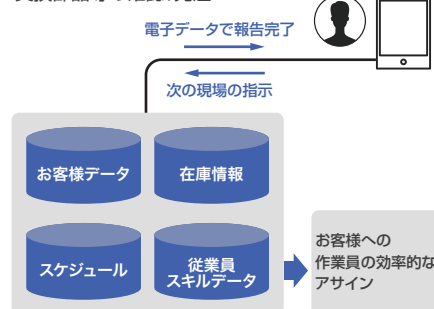 電子データで報告完了
次の現場の指示
お客様データ
在庫情報
スケジュール
従業員
スキルデータ
お客様への
作業員の効率的な
アサイン